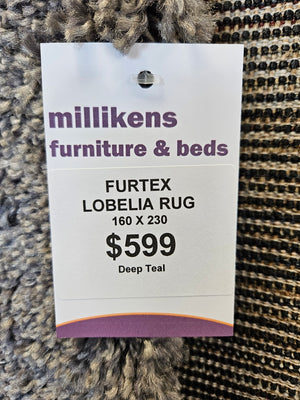 millikens
furniture & beds
FURTEX
LOBELIA RUG
160 X 230
$599
Deep Teal